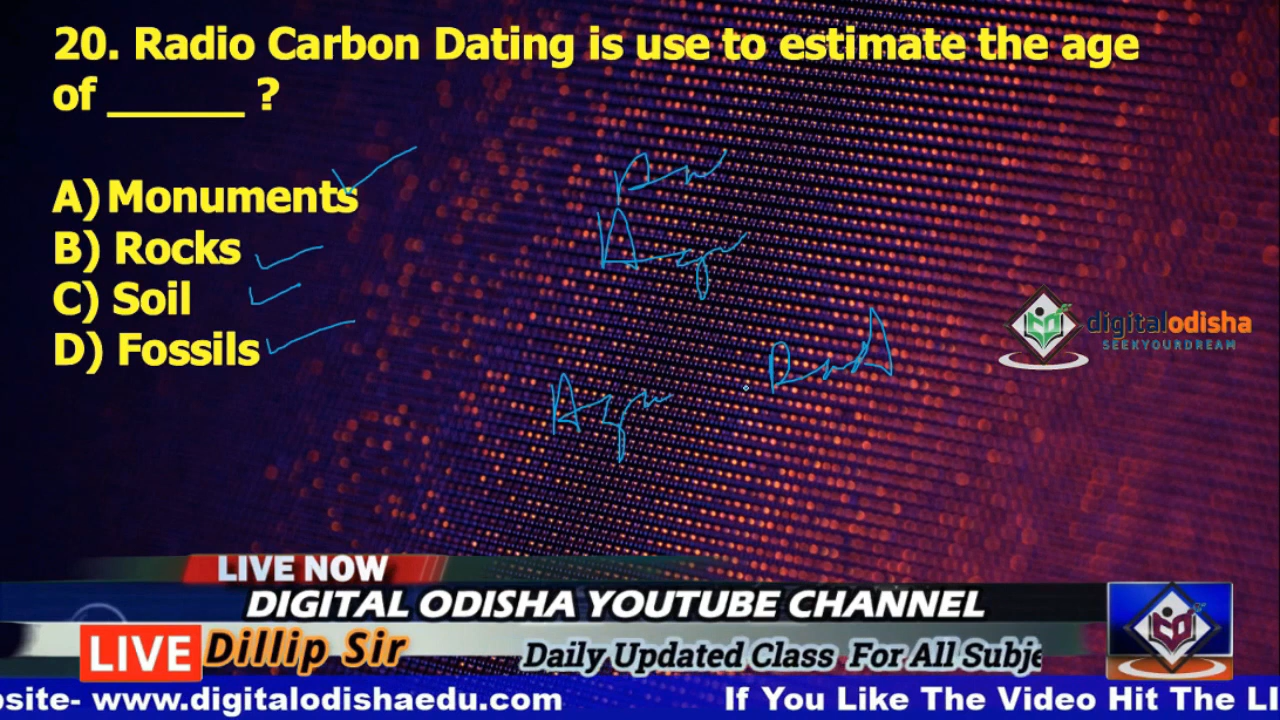 20. Radio Carbon Dating is use to estimate the age
of ______ ?
A) Monuments
B) Rocks
C) Soil
D) Fossils
digitalodisha
SEEKYOURDREAM
LIVE NOW
DIGITAL ODISHA YOUTUBE CHANNEL
LIVE Dillip Sir Daily Updated Class For All Subje
osite- www.digitalodishaedu.com If You Like The Video Hit The LI